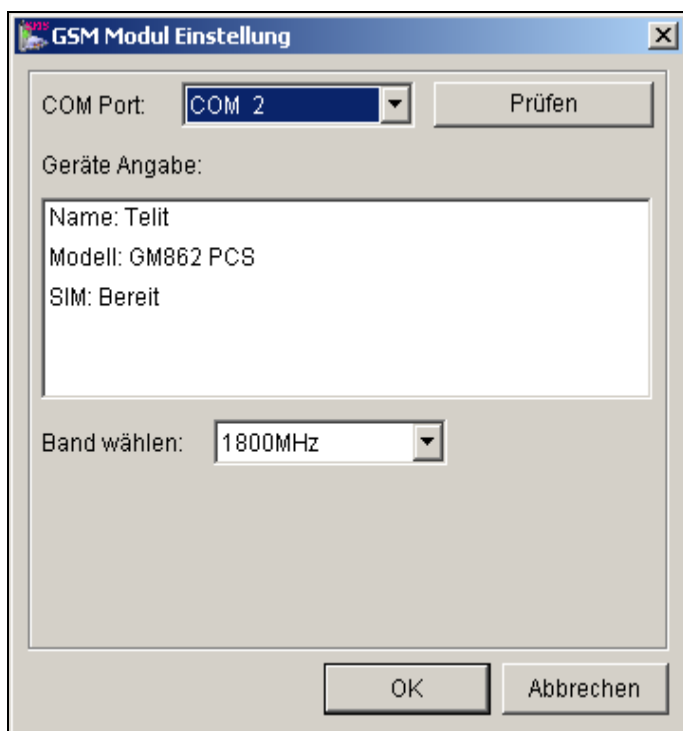 sms
GSM Modul Einstellung
COM Port: COM 2 Prüfen
Geräte Angabe:
Name: Telit
Modell: GM862 PCS
SIM: Bereit
Band wählen: 1800MHz
OK Abbrechen